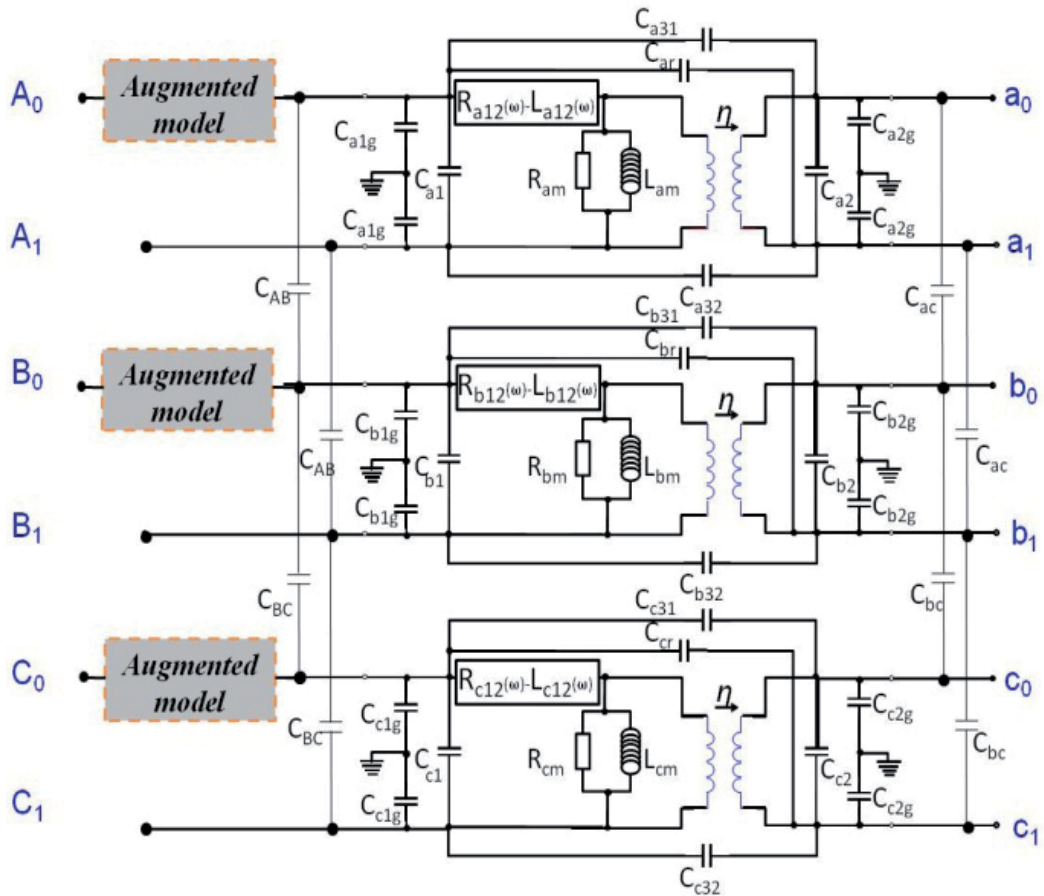 C_a31
C_ar
A_0
Augmented model
R_a12(ω)-L_a12(ω)
η
a_0
C_a1g
C_a1
R_am
L_am
C_a2
C_a2g
C_a1g
C_a2g
A_1
a_1
C_AB
C_a32
C_ac
C_b31
C_br
B_0
Augmented model
R_b12(ω)-L_b12(ω)
η
b_0
C_b1g
C_b2g
C_AB
C_b1
R_bm
L_bm
C_b2
C_ac
C_b1g
C_b2g
B_1
b_1
C_BC
C_b32
C_bc
C_c31
C_cr
C_0
Augmented model
R_c12(ω)-L_c12(ω)
η
c_0
C_c1g
C_c2g
C_BC
C_c1
R_cm
L_cm
C_c2
C_bc
C_c1g
C_c2g
C_1
c_1
C_c32